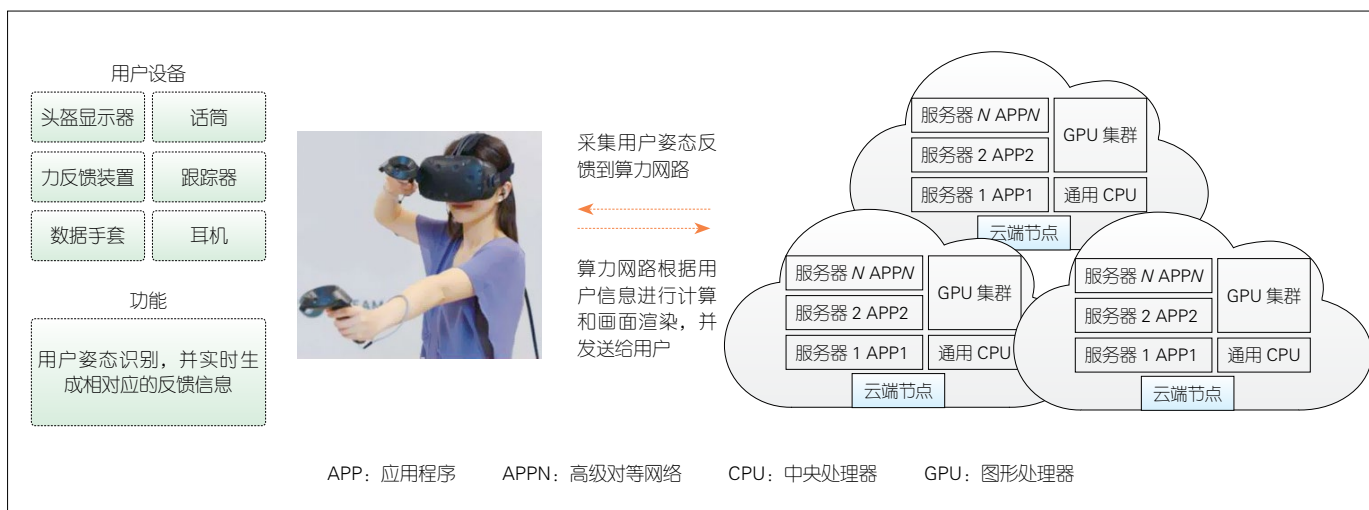 用户设备
头盔显示器
话筒
力反馈装置
跟踪器
数据手套
耳机
功能
用户姿态识别，并实时生
成相对应的反馈信息
采集用户姿态反
馈到算力网路
算力网路根据用
户信息进行计算
和画面渲染，并
发送给用户
服务器 N APPN
服务器 2 APP2
服务器 1 APP1
GPU 集群
通用 CPU
云端节点
服务器 N APPN
服务器 2 APP2
服务器 1 APP1
GPU 集群
通用 CPU
云端节点
服务器 N APPN
服务器 2 APP2
服务器 1 APP1
GPU 集群
通用 CPU
云端节点
APP：应用程序 APPN：高级对等网络 CPU：中央处理器 GPU：图形处理器